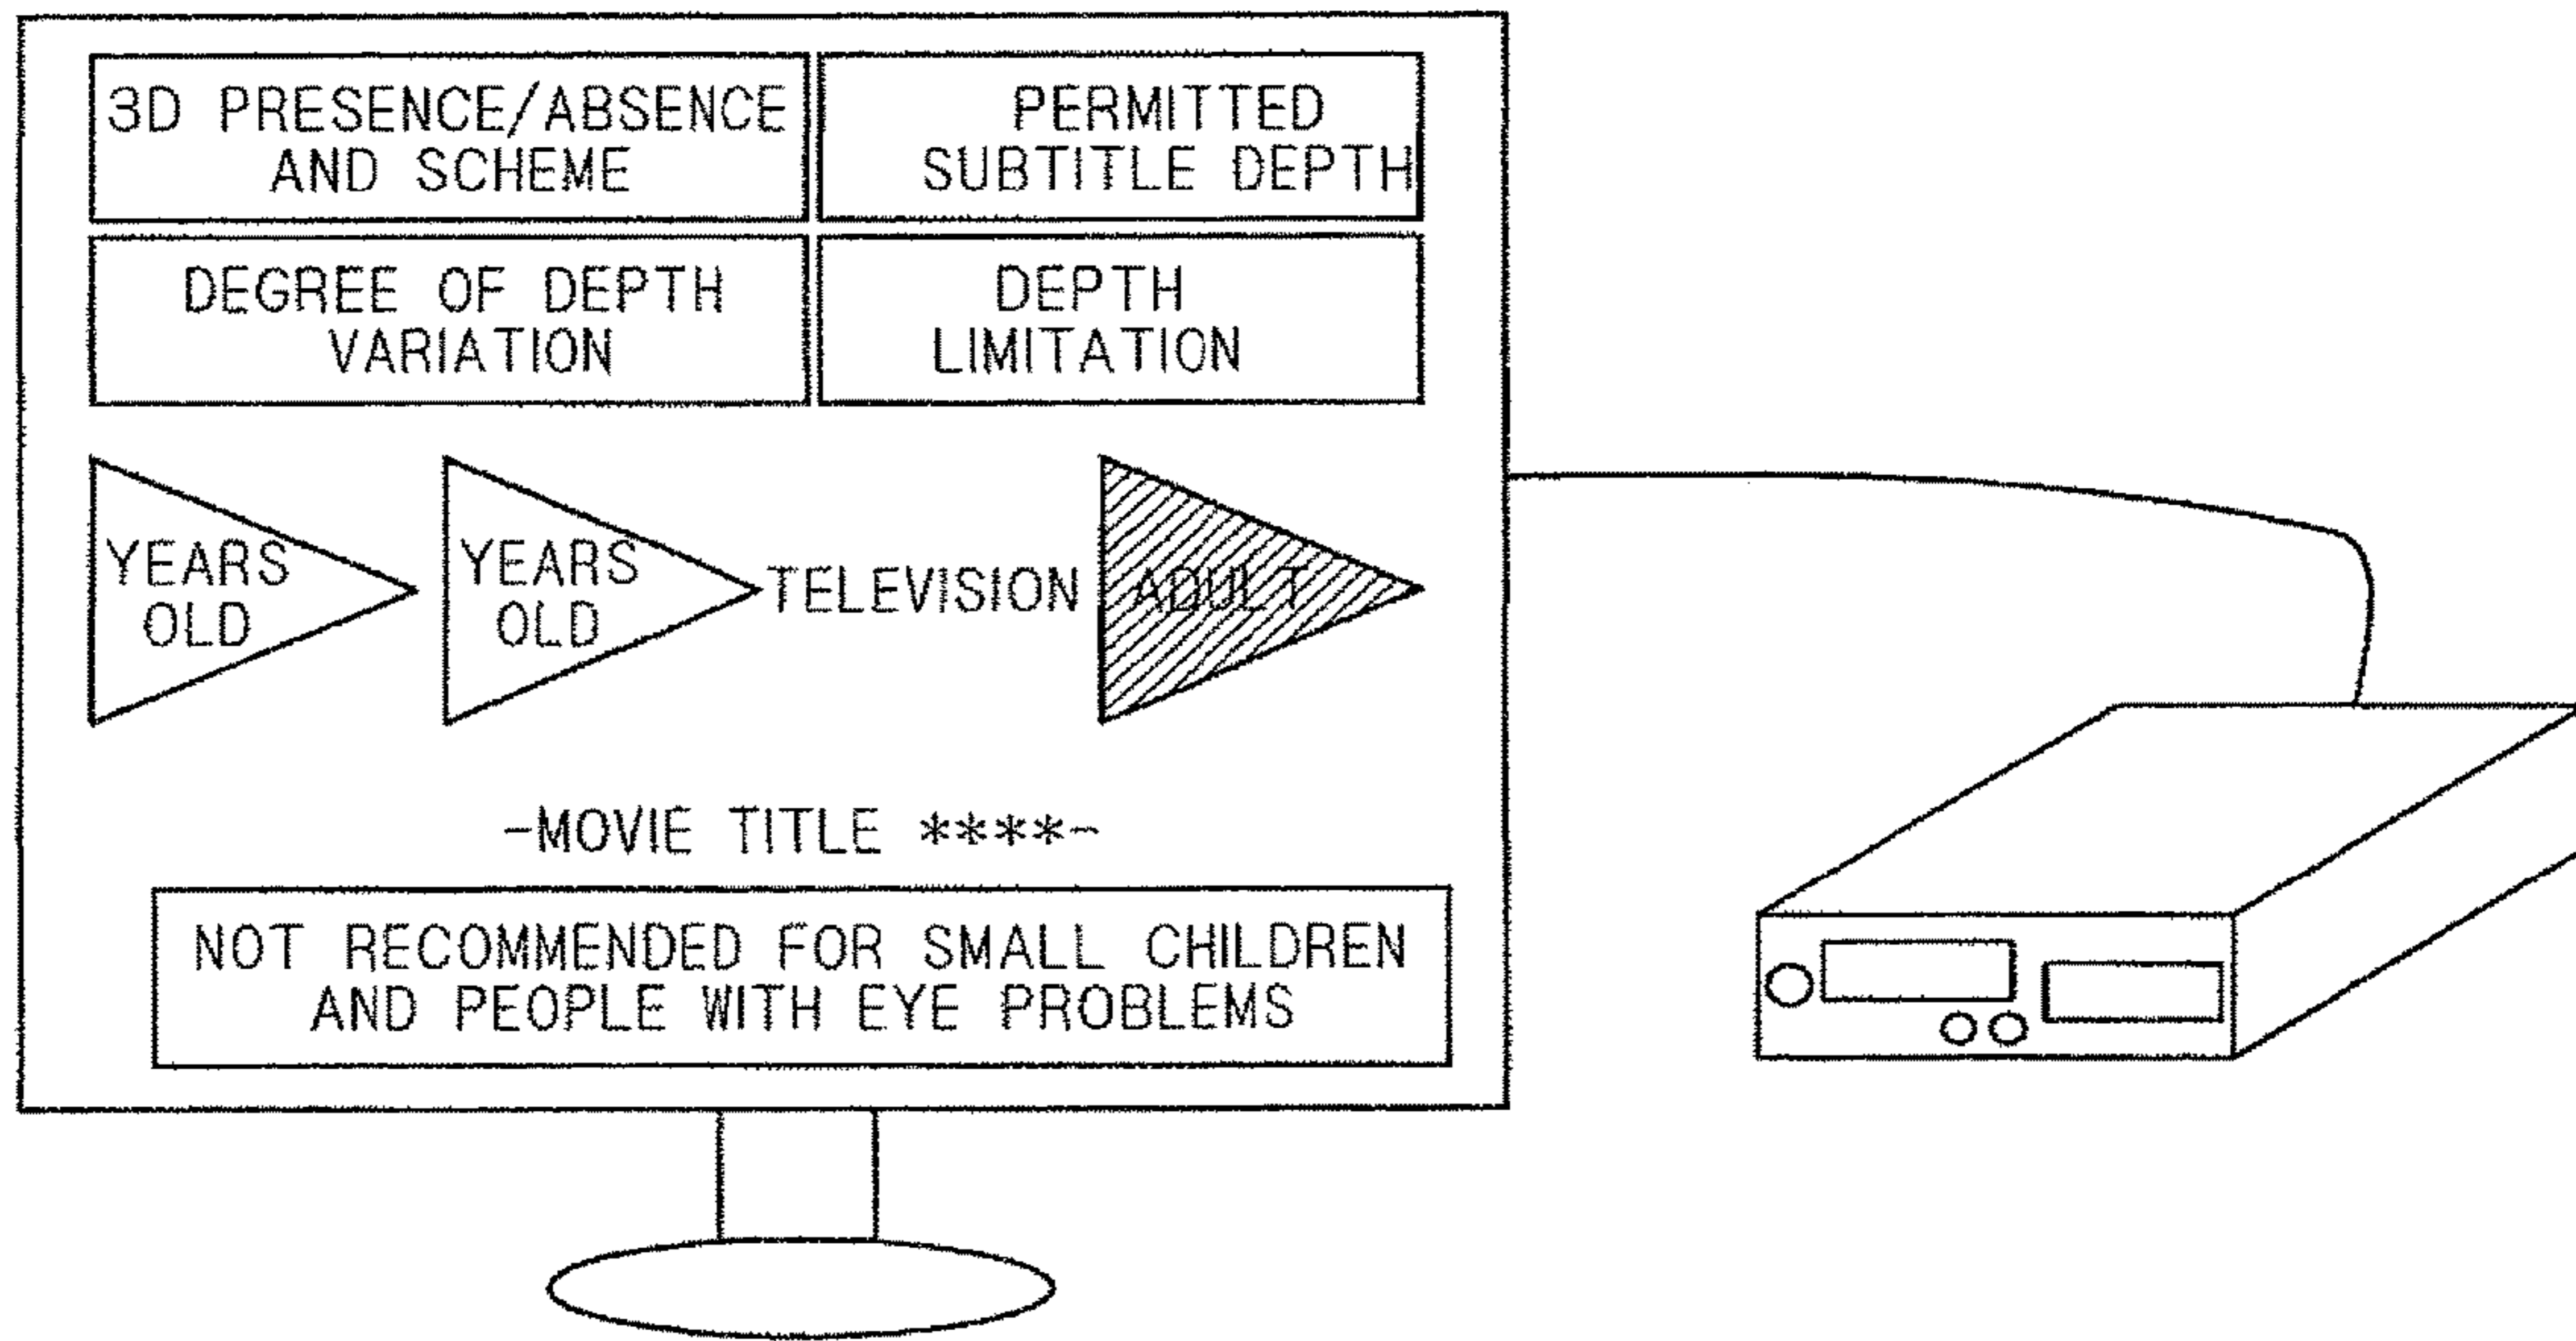 3D PRESENCE/ABSENCE
AND SCHEME
PERMITTED
SUBTITLE DEPTH
DEGREE OF DEPTH
VARIATION
DEPTH
LIMITATION
YEARS
OLD
YEARS
OLD
TELEVISION
ADULT
-MOVIE TITLE ****-
NOT RECOMMENDED FOR SMALL CHILDREN
AND PEOPLE WITH EYE PROBLEMS